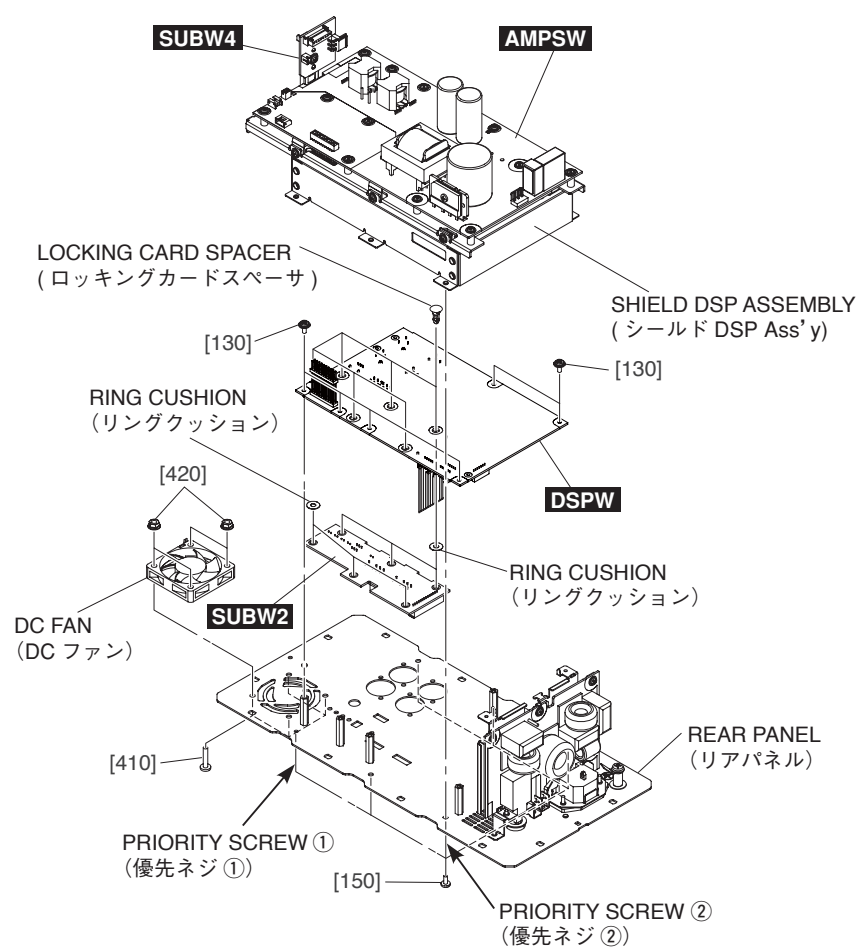 SUBW4
AMPSW
LOCKING CARD SPACER
( ロッキングカードスペーサ )
SHIELD DSP ASSEMBLY
( シールド DSP Ass’y)
[130]
[130]
RING CUSHION
（リングクッション）
[420]
DSPW
RING CUSHION
（リングクッション）
SUBW2
DC FAN
（DC ファン）
REAR PANEL
（リアパネル）
[410]
PRIORITY SCREW ①
（優先ネジ ①）
[150]
PRIORITY SCREW ②
（優先ネジ ②）